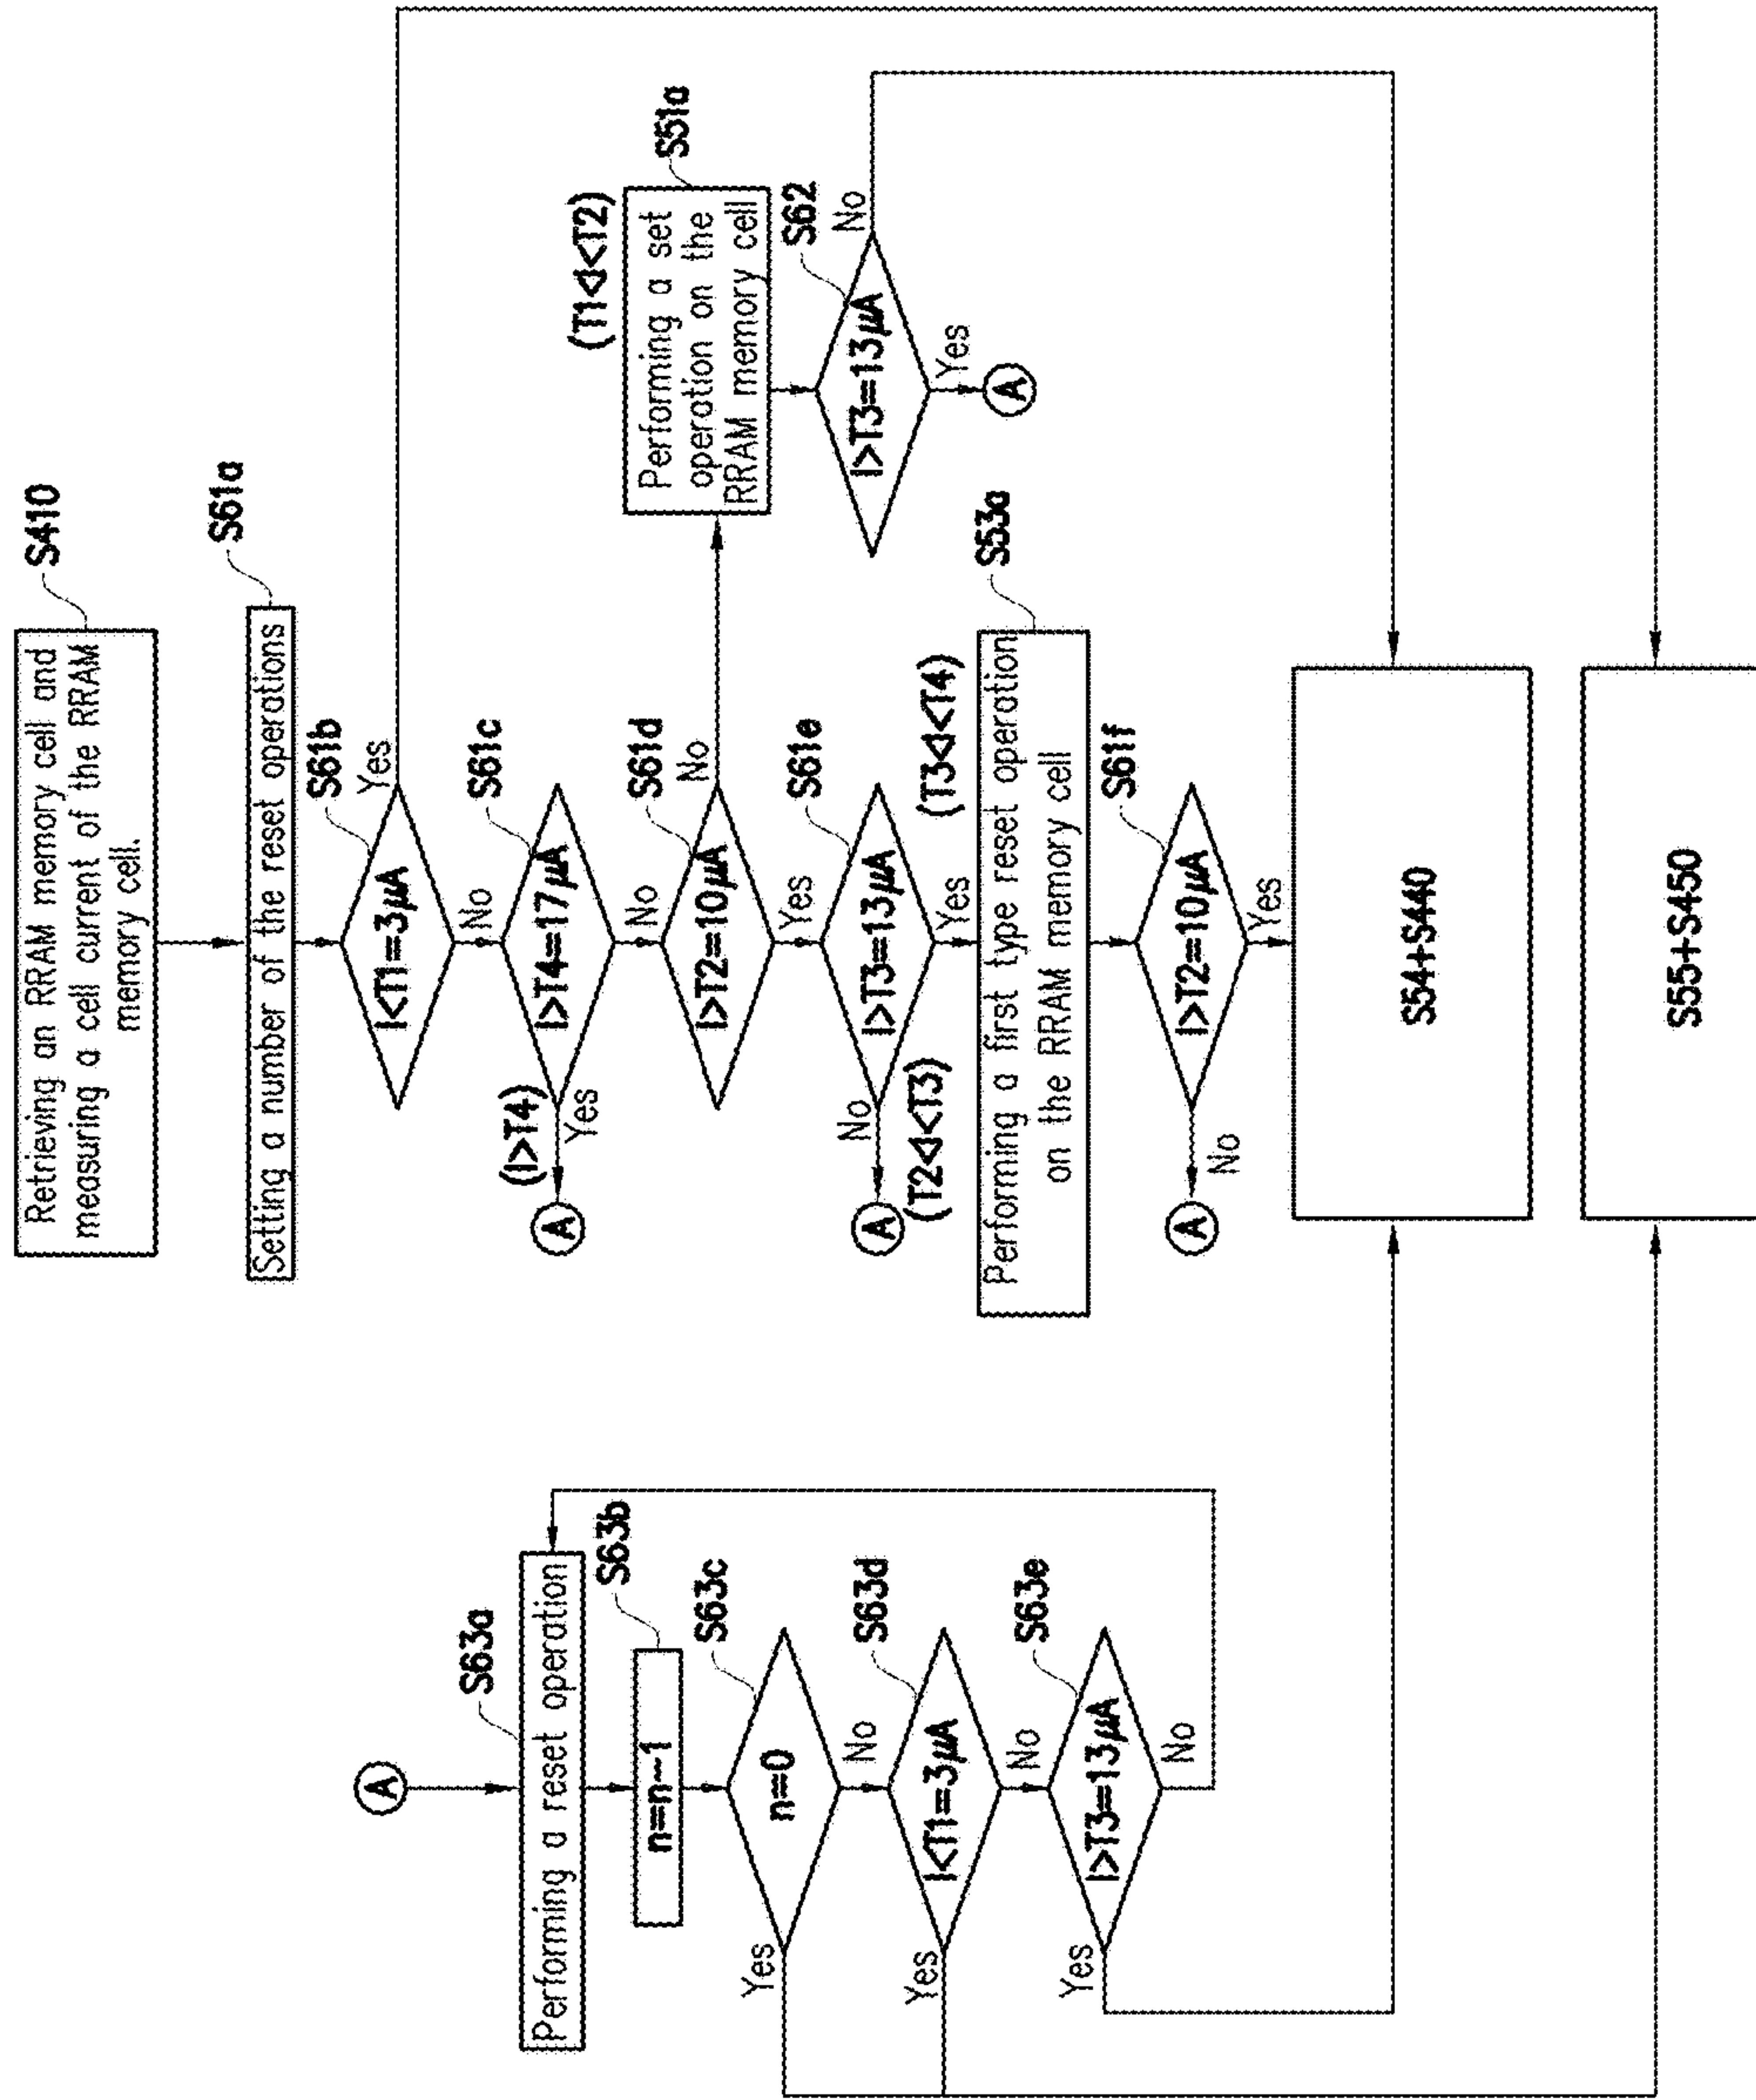 Retrieving an RRAM memory cell and
measuring a cell current of the RRAM
memory cell.
S410
Setting a number of the reset operations
S61a
I<T1=3μA
S61b
Yes
No
I>T4=17μA
S61c
(I>T4)
Yes
A
No
I>T2=10μA
S61d
No
Yes
(T1<I<T2)
Performing a set
operation on the
RRAM memory cell
S51a
I>T3=13μA
S62
No
Yes
A
I>T3=13μA
S61e
No
A
(T2<I<T3)
Yes
(T3<I<T4)
Performing a first type reset operation
on the RRAM memory cell
S53a
I>T2=10μA
S61f
No
A
Yes
S54+S440
S55+S450
A
Performing a reset operation
S63a
n=n-1
S63b
n=0
S63c
Yes
No
I<T1=3μA
S63d
Yes
No
I>T3=13μA
S63e
Yes
No